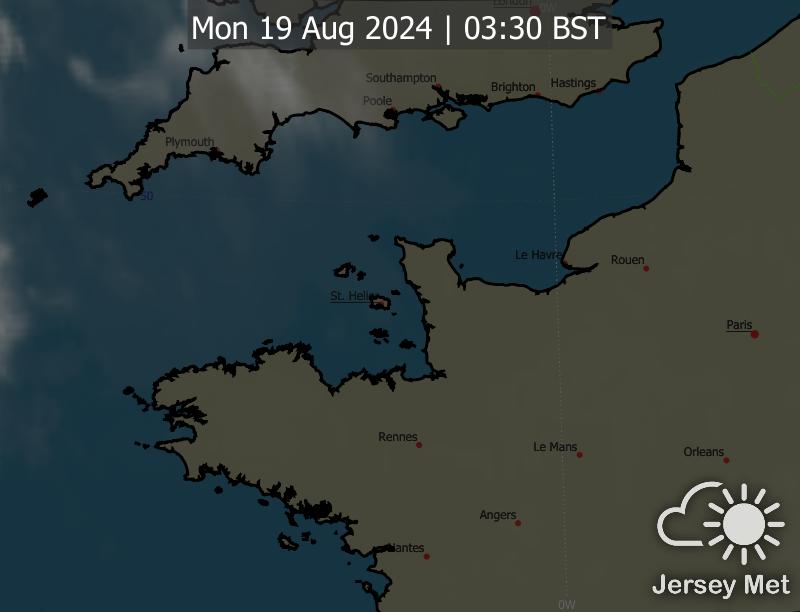 London
0W
Mon 19 Aug 2024 | 03:30 BST
Southampton
Brighton
Hastings
Poole
Plymouth
50
Le Havre
Rouen
St. Helier
Paris
Rennes
Le Mans
Orleans
Angers
Nantes
Jersey Met
0W